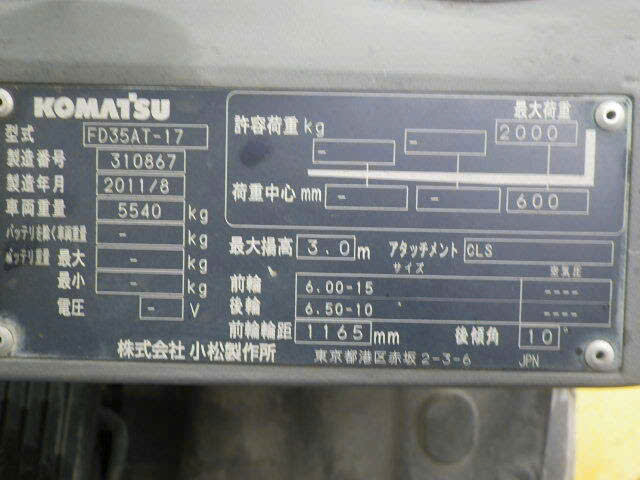 KOMATSU
型式 FD35AT-17
製造番号 310867
製造年月 2011/8
車両重量 5540 kg
バッテリを除く車両重量 - kg
バッテリ重量 最大 - kg
最小 - kg
電圧 - V
最大荷重
許容荷重 kg - - 2000
荷重中心 mm - - 600
最大揚高 3.0 m アタッチメント CLS
サイズ 空気圧
前輪 6.00-15 ----
後輪 6.50-10 ----
前輪輪距 1165 mm 後傾角 10°
株式会社 小松製作所 東京都港区赤坂2-3-6 JPN